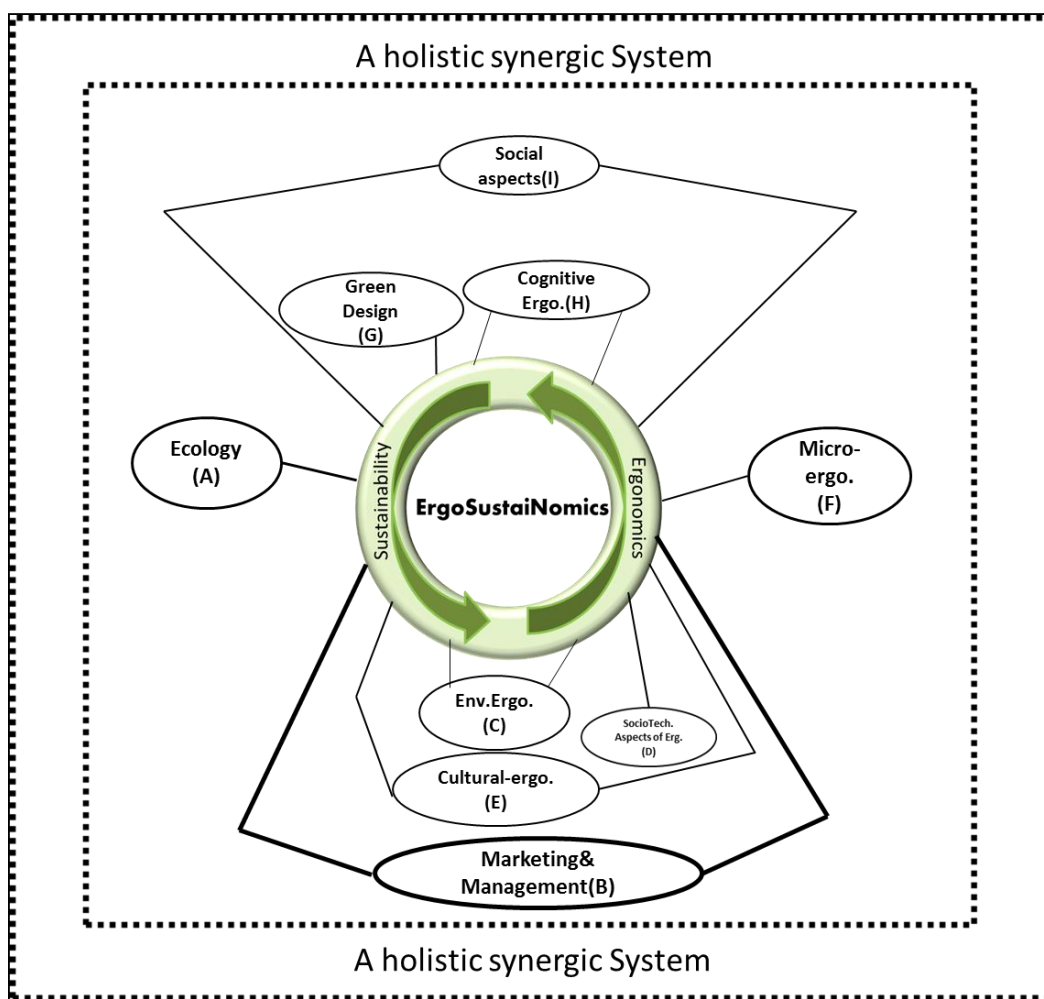 A holistic synergic System
Social
aspects(I)
Green
Design
(G)
Cognitive
Ergo.(H)
Ecology
(A)
Sustainability
ErgoSustaiNomics
Ergonomics
Micro-
ergo.
(F)
Env.Ergo.
(C)
SocioTech.
Aspects of Erg.
(D)
Cultural-ergo.
(E)
Marketing&
Management(B)
A holistic synergic System